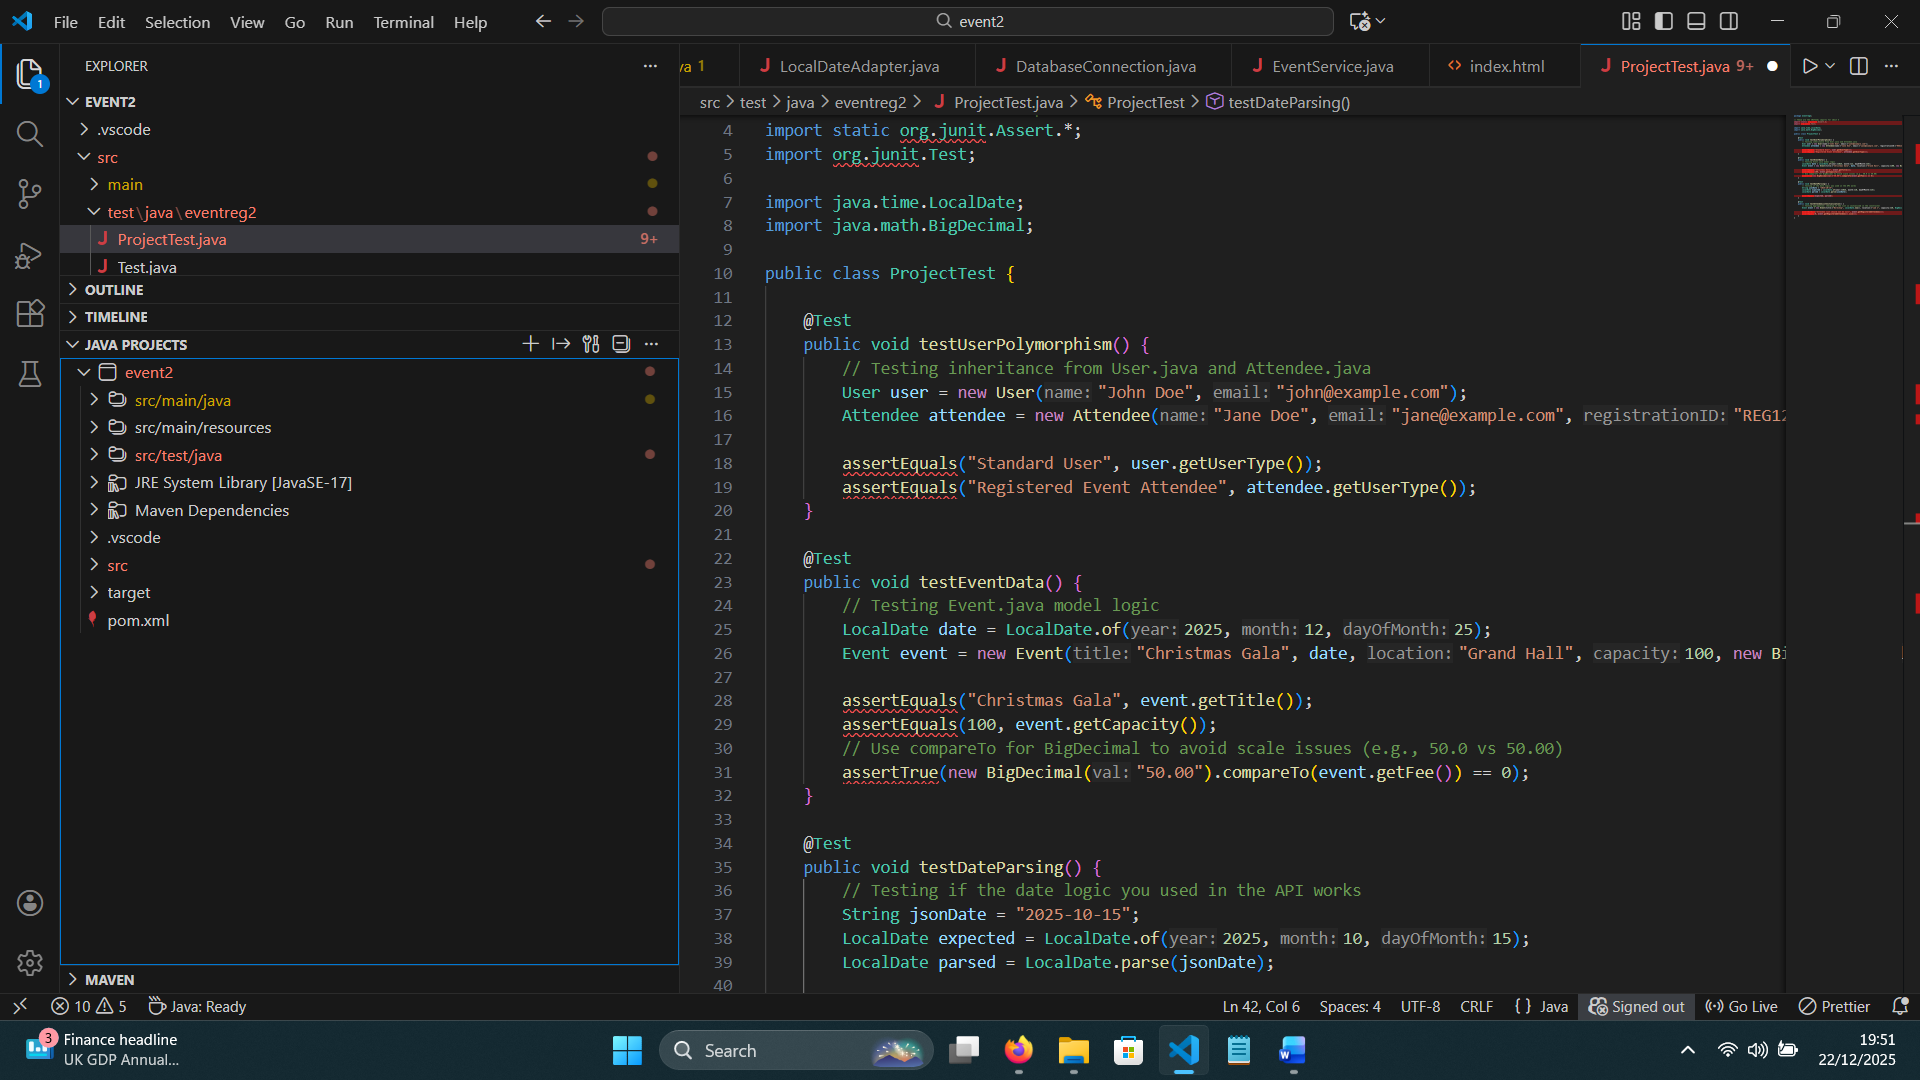 File Edit Selection View Go Run Terminal Help
event2
EXPLORER
EVENT2
.vscode
src
main
test\java\eventreg2
ProjectTest.java 9+
Test.java
OUTLINE
TIMELINE
JAVA PROJECTS
event2
src/main/java
src/main/resources
src/test/java
JRE System Library [JavaSE-17]
Maven Dependencies
.vscode
src
target
pom.xml
MAVEN
va 1 LocalDateAdapter.java DatabaseConnection.java EventService.java index.html ProjectTest.java 9+
src > test > java > eventreg2 > ProjectTest.java > ProjectTest > testDateParsing()
4 import static org.junit.Assert.*;
5 import org.junit.Test;
6
7 import java.time.LocalDate;
8 import java.math.BigDecimal;
9
10 public class ProjectTest {
11
12 @Test
13 public void testUserPolymorphism() {
14 // Testing inheritance from User.java and Attendee.java
15 User user = new User(name: "John Doe", email: "john@example.com");
16 Attendee attendee = new Attendee(name: "Jane Doe", email: "jane@example.com", registrationID: "REG12
17
18 assertEquals("Standard User", user.getUserType());
19 assertEquals("Registered Event Attendee", attendee.getUserType());
20 }
21
22 @Test
23 public void testEventData() {
24 // Testing Event.java model logic
25 LocalDate date = LocalDate.of(year: 2025, month: 12, dayOfMonth: 25);
26 Event event = new Event(title: "Christmas Gala", date, location: "Grand Hall", capacity: 100, new Bi
27
28 assertEquals("Christmas Gala", event.getTitle());
29 assertEquals(100, event.getCapacity());
30 // Use compareTo for BigDecimal to avoid scale issues (e.g., 50.0 vs 50.00)
31 assertTrue(new BigDecimal(val: "50.00").compareTo(event.getFee()) == 0);
32 }
33
34 @Test
35 public void testDateParsing() {
36 // Testing if the date logic you used in the API works
37 String jsonDate = "2025-10-15";
38 LocalDate expected = LocalDate.of(year: 2025, month: 10, dayOfMonth: 15);
39 LocalDate parsed = LocalDate.parse(jsonDate);
40
1
10 5 Java: Ready
Ln 42, Col 6 Spaces: 4 UTF-8 CRLF {} Java Signed out Go Live Prettier
3
Finance headline
UK GDP Annual...
Search
19:51
22/12/2025